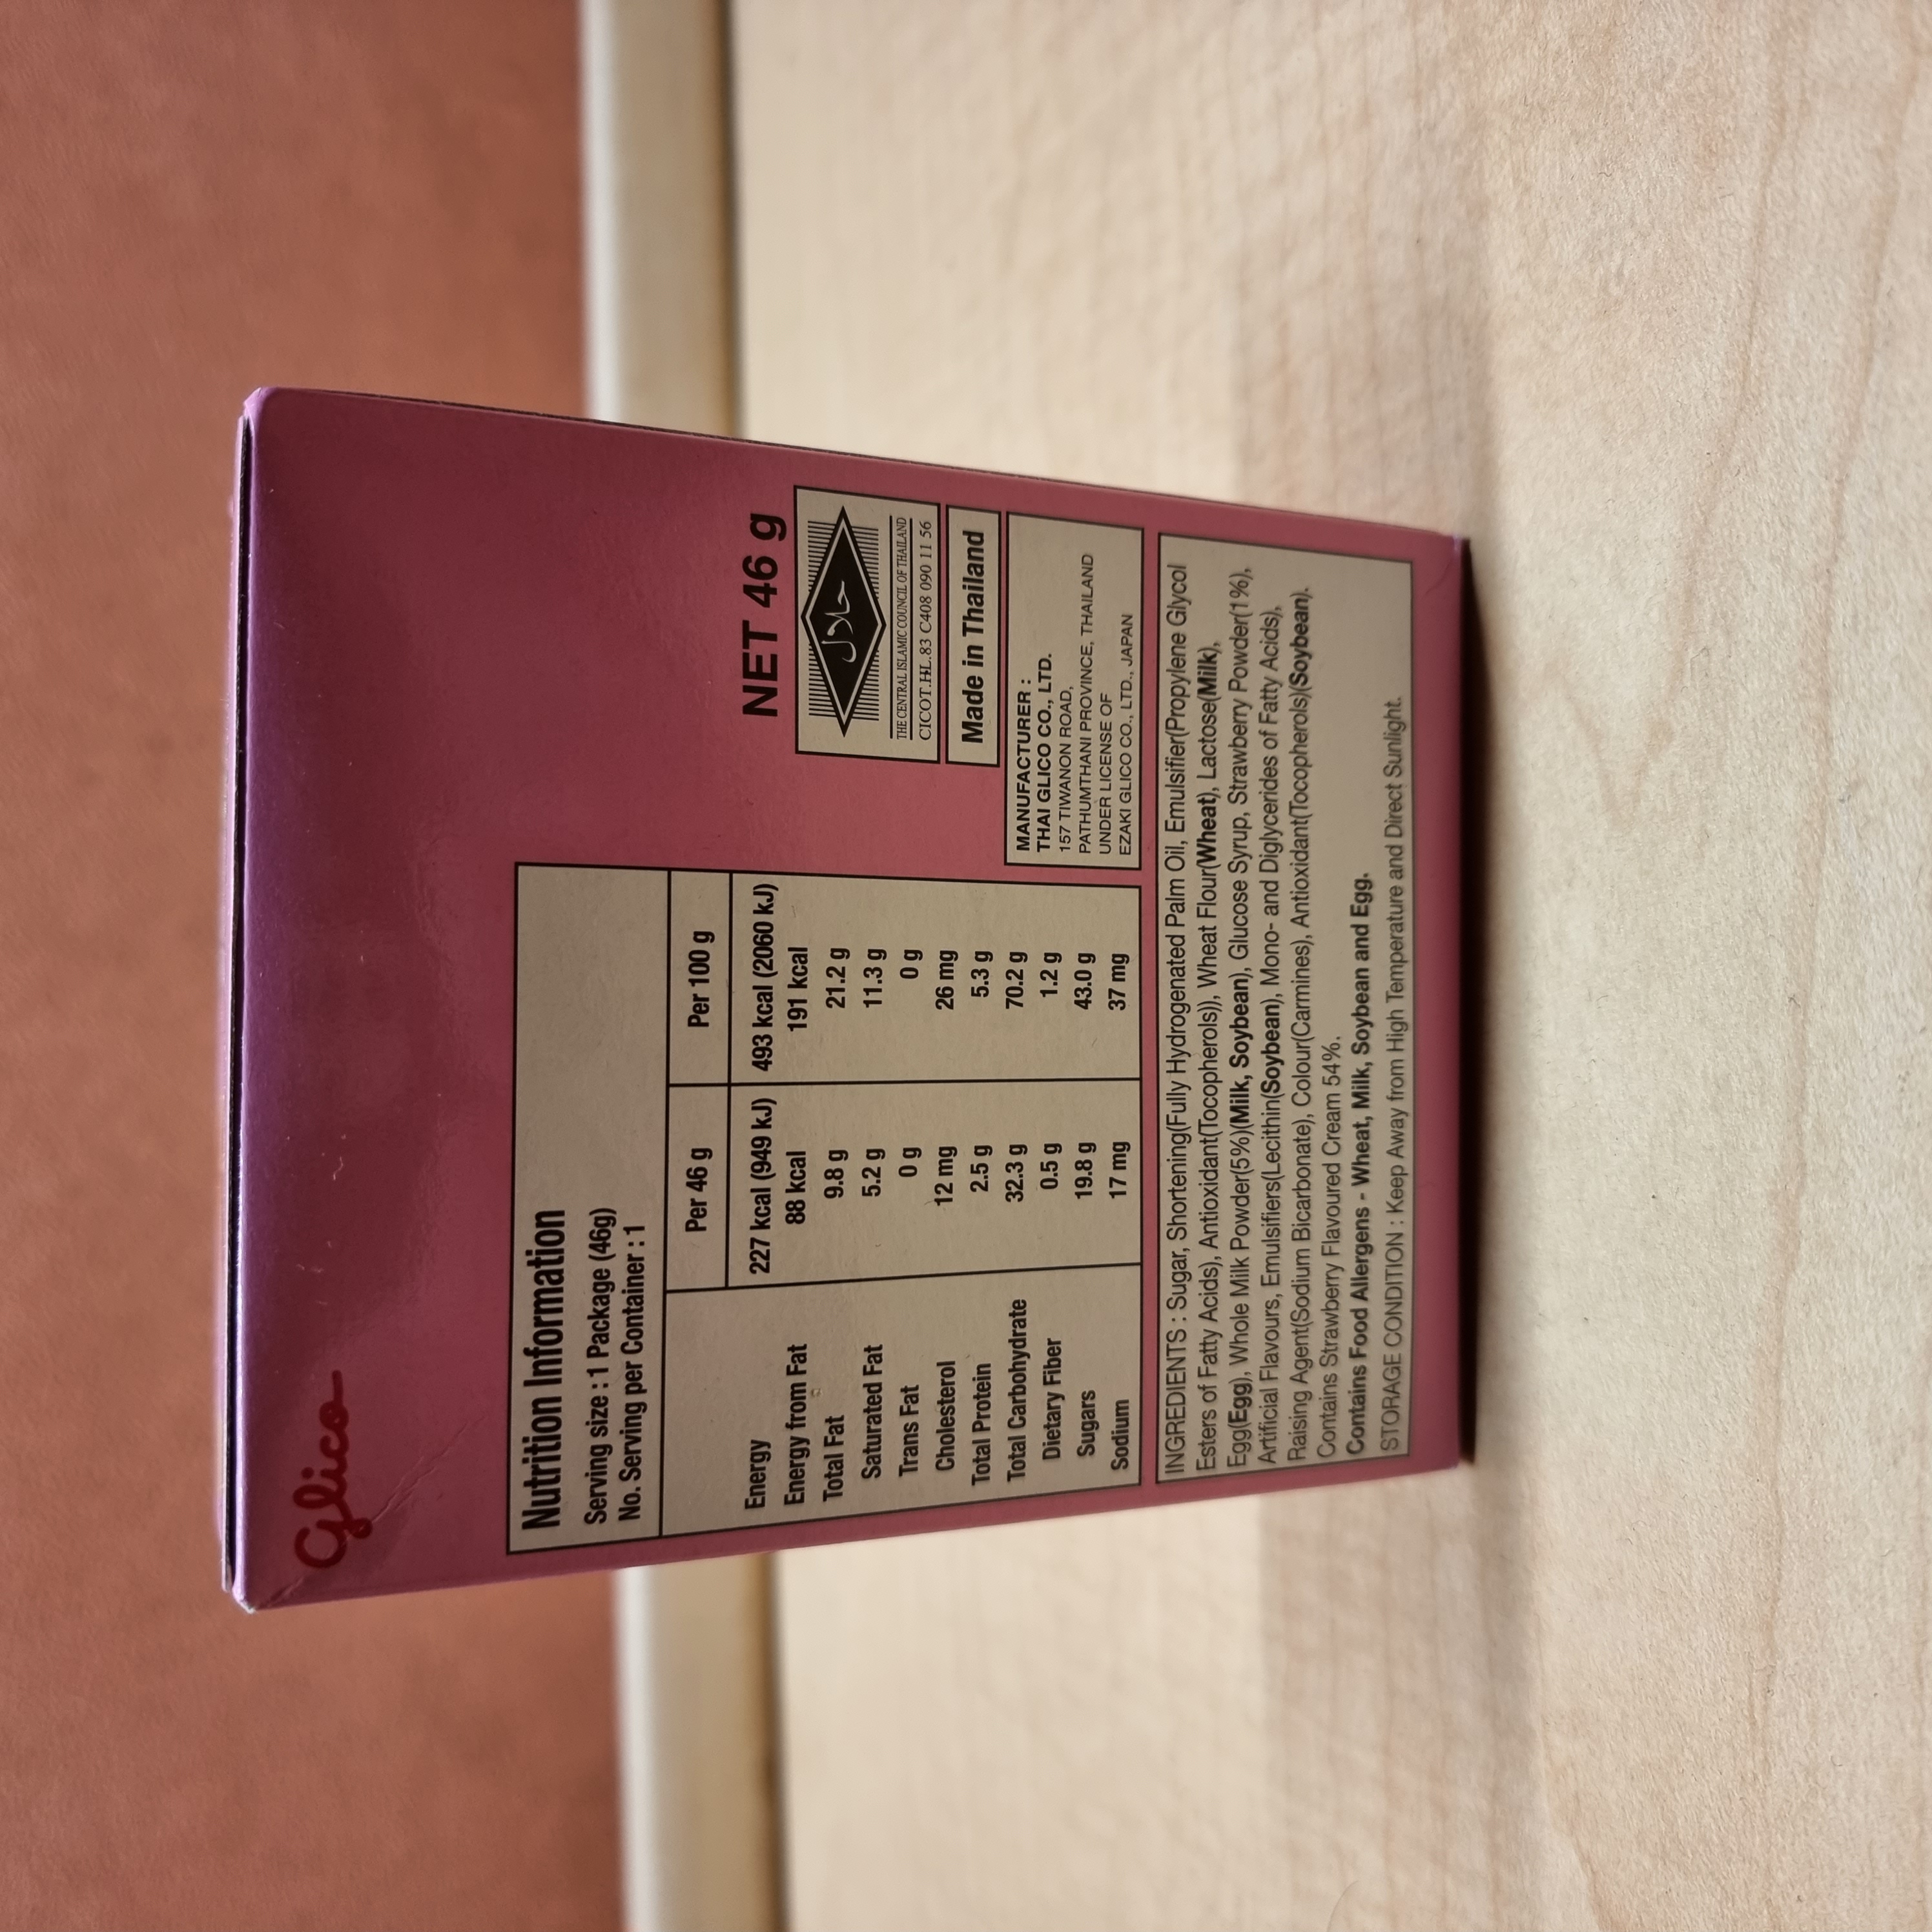 Glico
Nutrition Information
Serving size : 1 Package (46g)
No. Serving per Container : 1
Per 46 g Per 100 g
Energy 227 kcal (949 kJ) 493 kcal (2060 kJ)
Energy from Fat 88 kcal 191 kcal
Total Fat 9.8 g 21.2 g
Saturated Fat 5.2 g 11.3 g
Trans Fat 0 g 0 g
Cholesterol 12 mg 26 mg
Total Protein 2.5 g 5.3 g
Total Carbohydrate 32.3 g 70.2 g
Dietary Fiber 0.5 g 1.2 g
Sugars 19.8 g 43.0 g
Sodium 17 mg 37 mg
NET 46 g
حلال
THE CENTRAL ISLAMIC COUNCIL OF THAILAND
CICOT.HL.83 C408 090 11 56
Made in Thailand
MANUFACTURER :
THAI GLICO CO., LTD.
157 TIWANON ROAD,
PATHUMTHANI PROVINCE, THAILAND
UNDER LICENSE OF
EZAKI GLICO CO., LTD., JAPAN
INGREDIENTS : Sugar, Shortening(Fully Hydrogenated Palm Oil, Emulsifier(Propylene Glycol
Esters of Fatty Acids), Antioxidant(Tocopherols)), Wheat Flour(Wheat), Lactose(Milk),
Egg(Egg), Whole Milk Powder(5%)(Milk, Soybean), Glucose Syrup, Strawberry Powder(1%),
Artificial Flavours, Emulsifiers(Lecithin(Soybean), Mono- and Diglycerides of Fatty Acids),
Raising Agent(Sodium Bicarbonate), Colour(Carmines), Antioxidant(Tocopherols)(Soybean).
Contains Strawberry Flavoured Cream 54%.
Contains Food Allergens - Wheat, Milk, Soybean and Egg.
STORAGE CONDITION : Keep Away from High Temperature and Direct Sunlight.